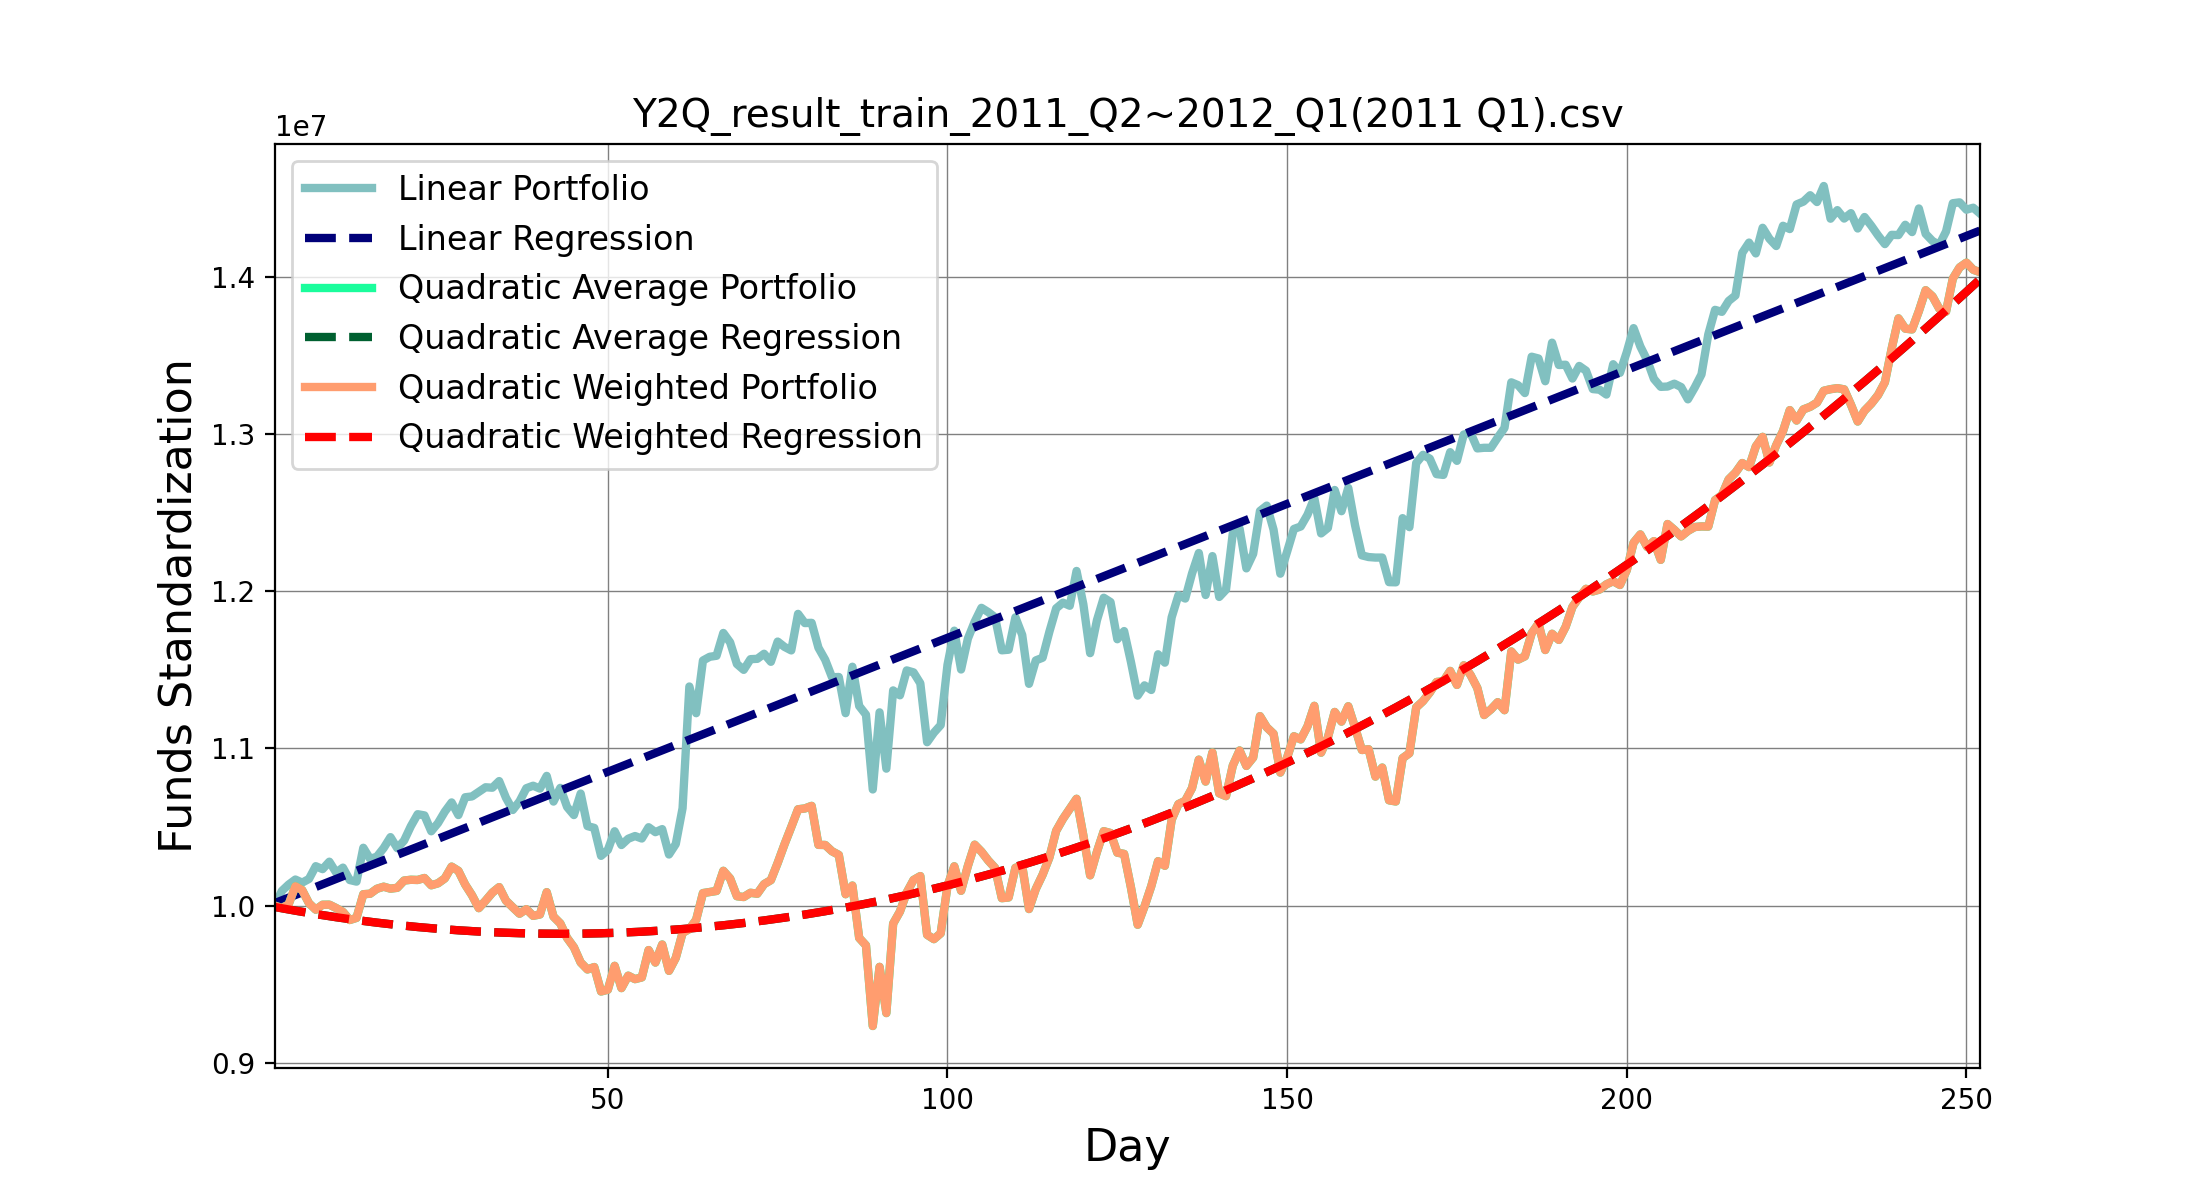 Y2Q_result_train_2011_Q2~2012_Q1(2011 Q1).csv
1e7
Linear Portfolio
Linear Regression
Quadratic Average Portfolio
Quadratic Average Regression
Quadratic Weighted Portfolio
Quadratic Weighted Regression
1.4
1.3
1.2
1.1
1.0
0.9
Funds Standardization
50
100
150
200
250
Day